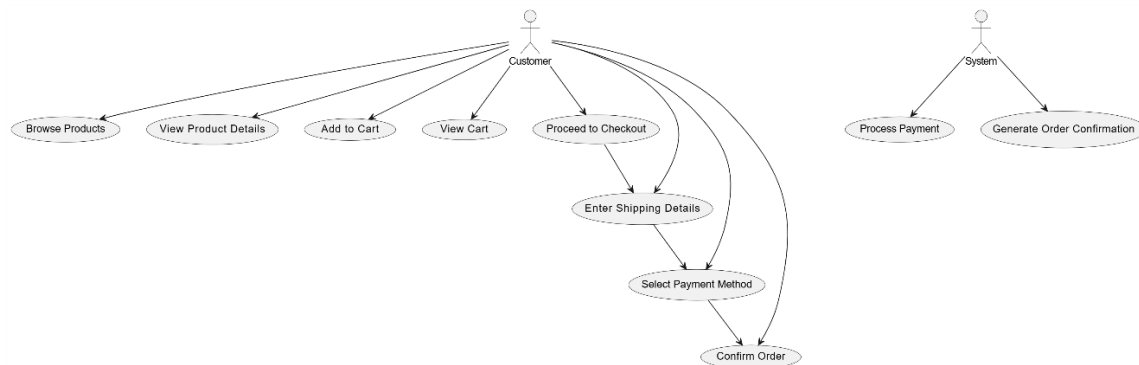 Customer
System
Browse Products
View Product Details
Add to Cart
View Cart
Proceed to Checkout
Process Payment
Generate Order Confirmation
Enter Shipping Details
Select Payment Method
Confirm Order